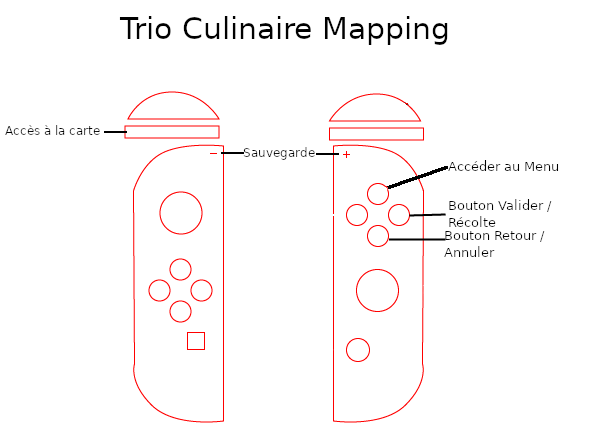 Trio Culinaire Mapping
Accès à la carte
−
Sauvegarde
+
Accéder au Menu
Bouton Valider /
Récolte
Bouton Retour /
Annuler